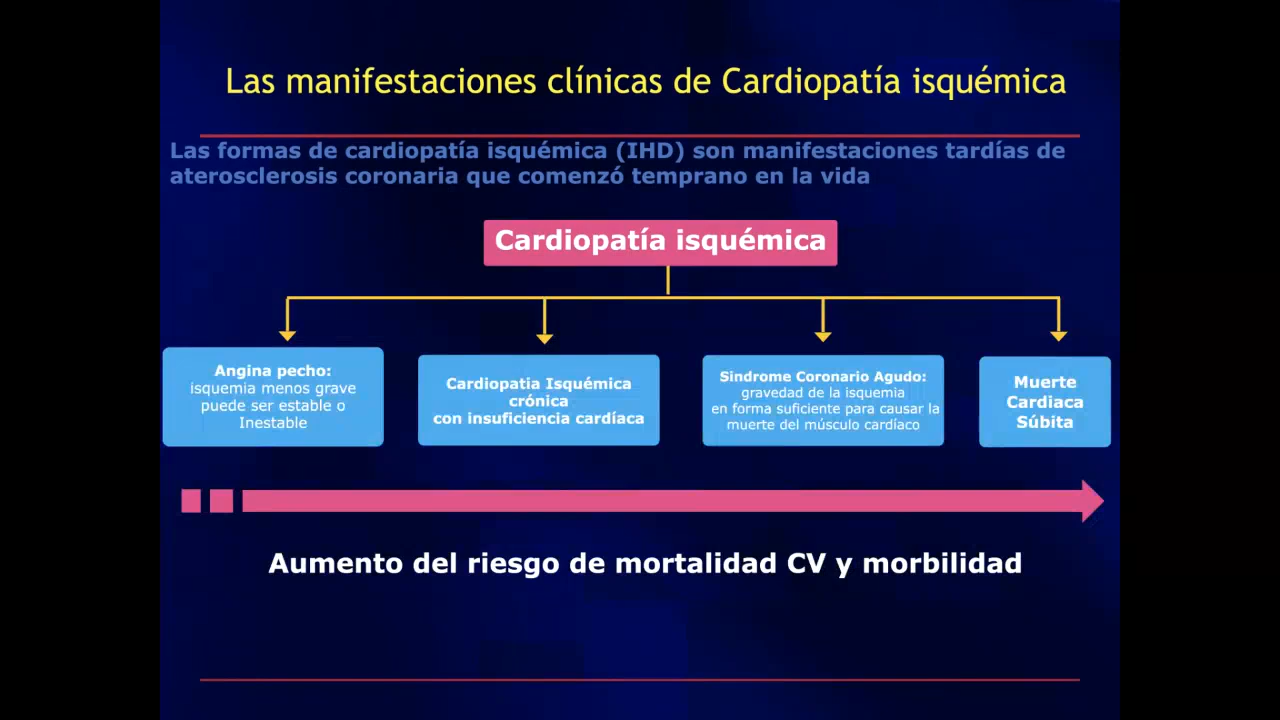 Las manifestaciones clínicas de Cardiopatía isquémica
Las formas de cardiopatía isquémica (IHD) son manifestaciones tardías de
aterosclerosis coronaria que comenzó temprano en la vida
Cardiopatía isquémica
Angina pecho:
isquemia menos grave
puede ser estable o
Inestable
Cardiopatia Isquémica
crónica
con insuficiencia cardíaca
Sindrome Coronario Agudo:
gravedad de la isquemia
en forma suficiente para causar la
muerte del músculo cardíaco
Muerte
Cardiaca
Súbita
Aumento del riesgo de mortalidad CV y morbilidad